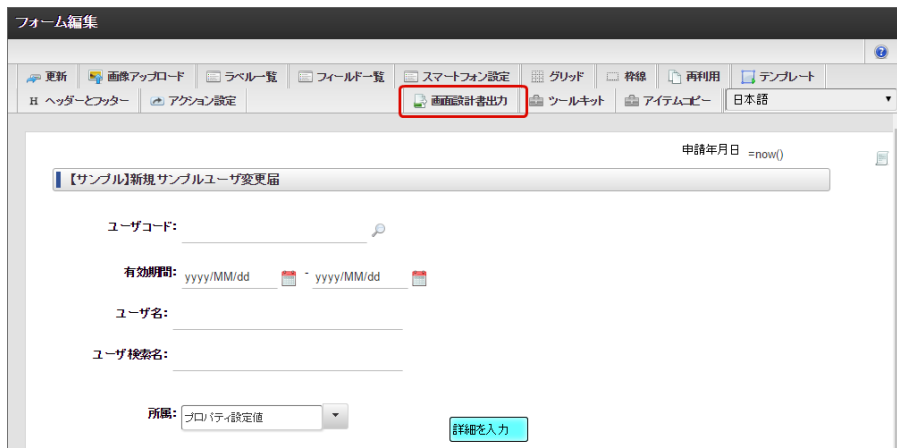 フォーム編集
更新 画像アップロード ラベル一覧 フィールド一覧 スマートフォン設定 グリッド 枠線 再利用 テンプレート
H ヘッダーとフッター アクション設定 画面設計書出力 ツールキット アイテムコピー 日本語
申請年月日 =now()
【サンプル】新規サンプルユーザ変更届
ユーザコード:
有効期間: yyyy/MM/dd - yyyy/MM/dd
ユーザ名:
ユーザ検索名:
所属: プロパティ設定値
詳細を入力